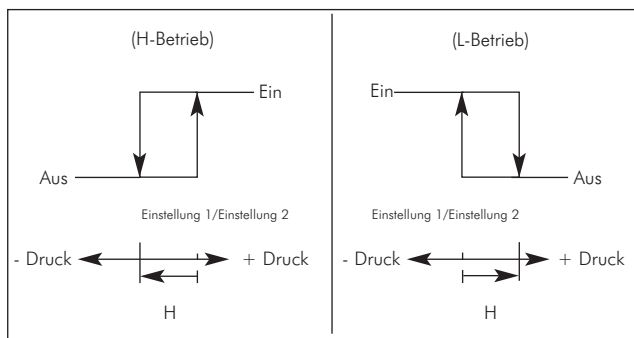 (H-Betrieb)
Ein
Aus
Einstellung 1/Einstellung 2
- Druck
+ Druck
H
(L-Betrieb)
Ein
Aus
Einstellung 1/Einstellung 2
- Druck
+ Druck
H